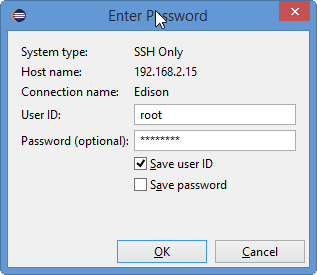 Enter Password
System type: SSH Only
Host name: 192.168.2.15
Connection name: Edison
User ID: root
Password (optional): ********
Save user ID
Save password
OK Cancel